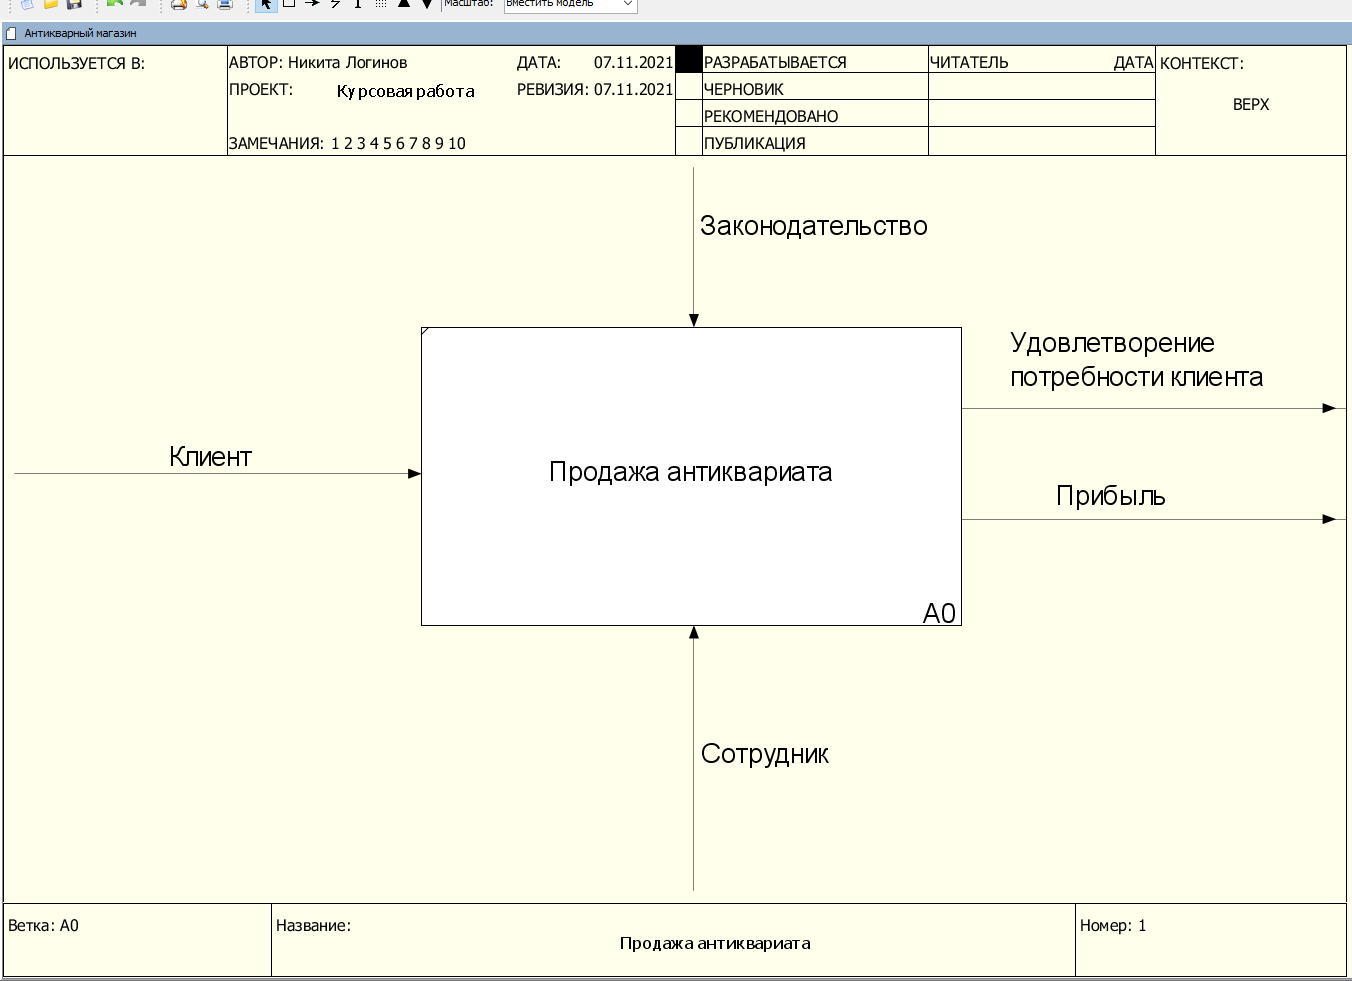 Масштаб: Вместить модель
Антикварный магазин
ИСПОЛЬЗУЕТСЯ В:
АВТОР: Никита Логинов
ДАТА: 07.11.2021
ПРОЕКТ: Курсовая работа
РЕВИЗИЯ: 07.11.2021
ЗАМЕЧАНИЯ: 1 2 3 4 5 6 7 8 9 10
РАЗРАБАТЫВАЕТСЯ
ЧЕРНОВИК
РЕКОМЕНДОВАНО
ПУБЛИКАЦИЯ
ЧИТАТЕЛЬ ДАТА
КОНТЕКСТ:
ВЕРХ
Законодательство
Удовлетворение
потребности клиента
Клиент
Продажа антиквариата
Прибыль
A0
Сотрудник
Ветка: A0
Название:
Продажа антиквариата
Номер: 1